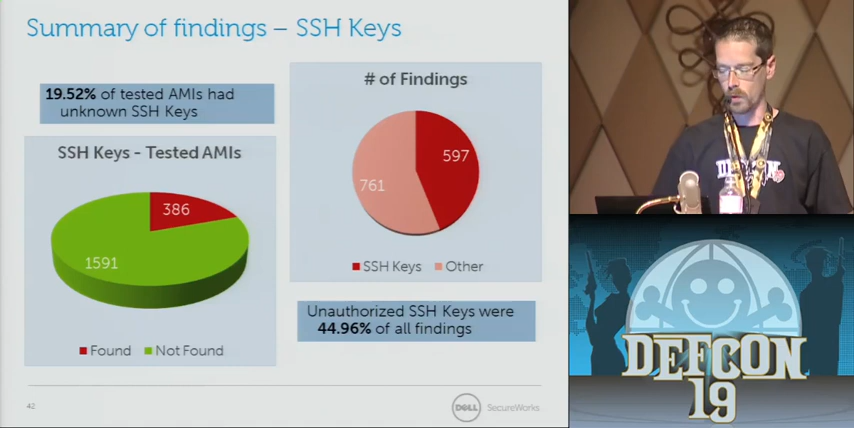 Summary of findings – SSH Keys
19.52% of tested AMIs had
unknown SSH Keys
SSH Keys - Tested AMIs
386
1591
Found
Not Found
# of Findings
597
761
SSH Keys
Other
Unauthorized SSH Keys were
44.96% of all findings
42
DELL
SecureWorks
DEFCON
19